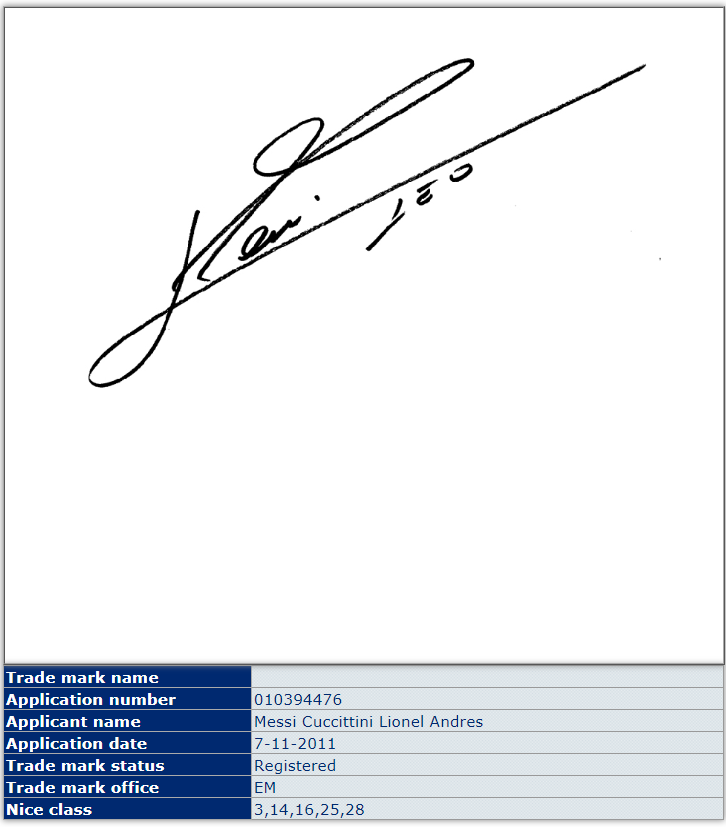 LEO
Trade mark name
Application number 010394476
Applicant name Messi Cuccittini Lionel Andres
Application date 7-11-2011
Trade mark status Registered
Trade mark office EM
Nice class 3,14,16,25,28